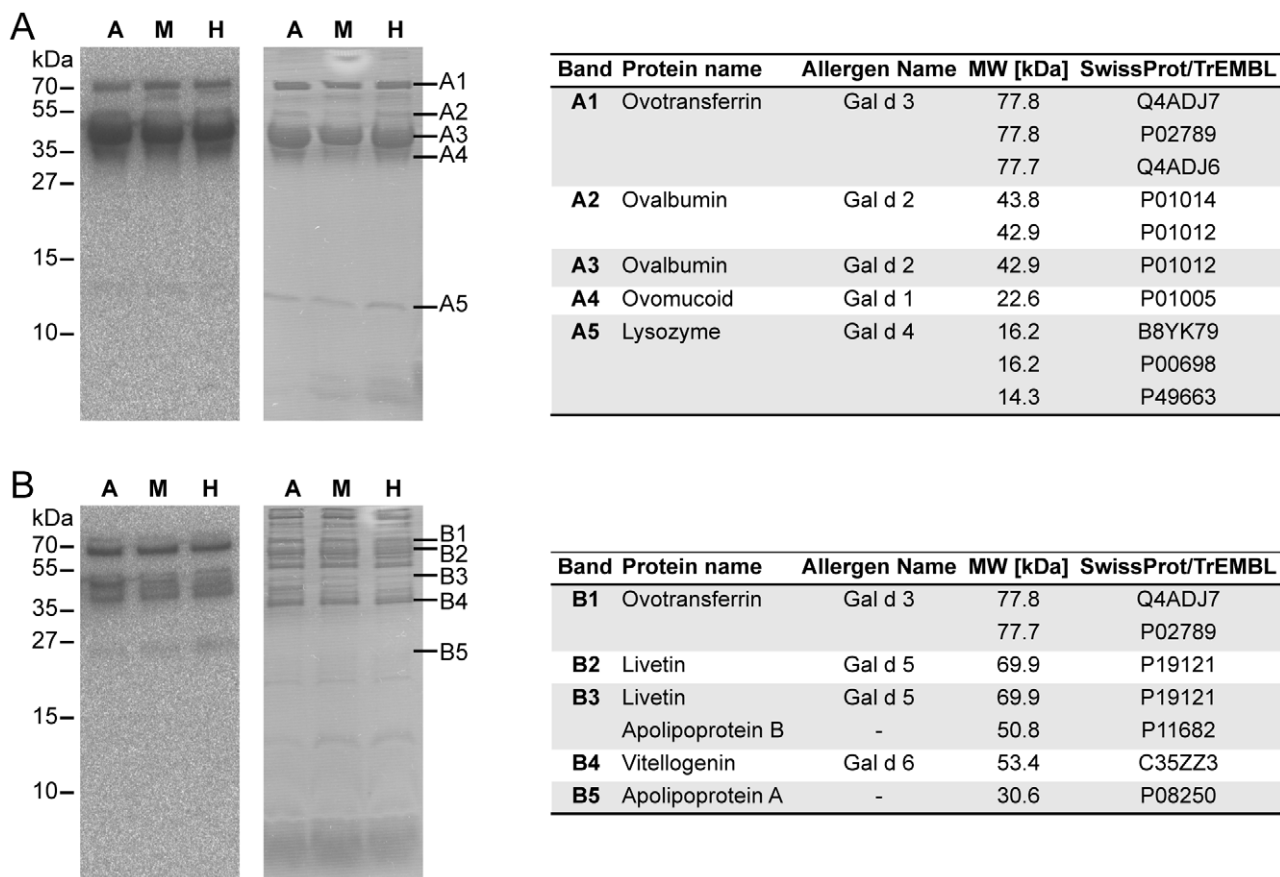 A
A M H
A M H
kDa
70
55
35
27
15
10
A1
A2
A3
A4
A5
Band Protein name Allergen Name MW [kDa] SwissProt/TrEMBL
A1 Ovotransferrin Gal d 3 77.8 Q4ADJ7
77.8 P02789
77.7 Q4ADJ6
A2 Ovalbumin Gal d 2 43.8 P01014
42.9 P01012
A3 Ovalbumin Gal d 2 42.9 P01012
A4 Ovomucoid Gal d 1 22.6 P01005
A5 Lysozyme Gal d 4 16.2 B8YK79
16.2 P00698
14.3 P49663
B
A M H
A M H
kDa
70
55
35
27
15
10
B1
B2
B3
B4
B5
Band Protein name Allergen Name MW [kDa] SwissProt/TrEMBL
B1 Ovotransferrin Gal d 3 77.8 Q4ADJ7
77.7 P02789
B2 Livetin Gal d 5 69.9 P19121
B3 Livetin Gal d 5 69.9 P19121
Apolipoprotein B - 50.8 P11682
B4 Vitellogenin Gal d 6 53.4 C35ZZ3
B5 Apolipoprotein A - 30.6 P08250